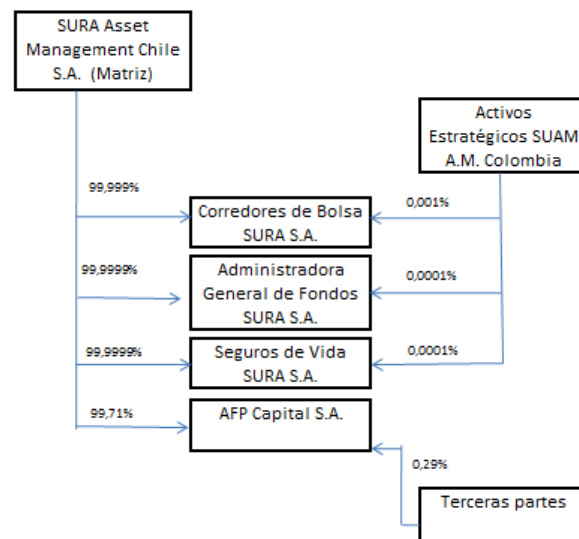 SURA Asset
Management Chile
S.A. (Matriz)
Activos
Estratégicos SUAM
A.M. Colombia
99,999%
Corredores de Bolsa
SURA S.A.
0,001%
99,9999%
Administradora
General de Fondos
SURA S.A.
0,0001%
99,9999%
Seguros de Vida
SURA S.A.
0,0001%
99,71%
AFP Capital S.A.
0,29%
Terceras partes